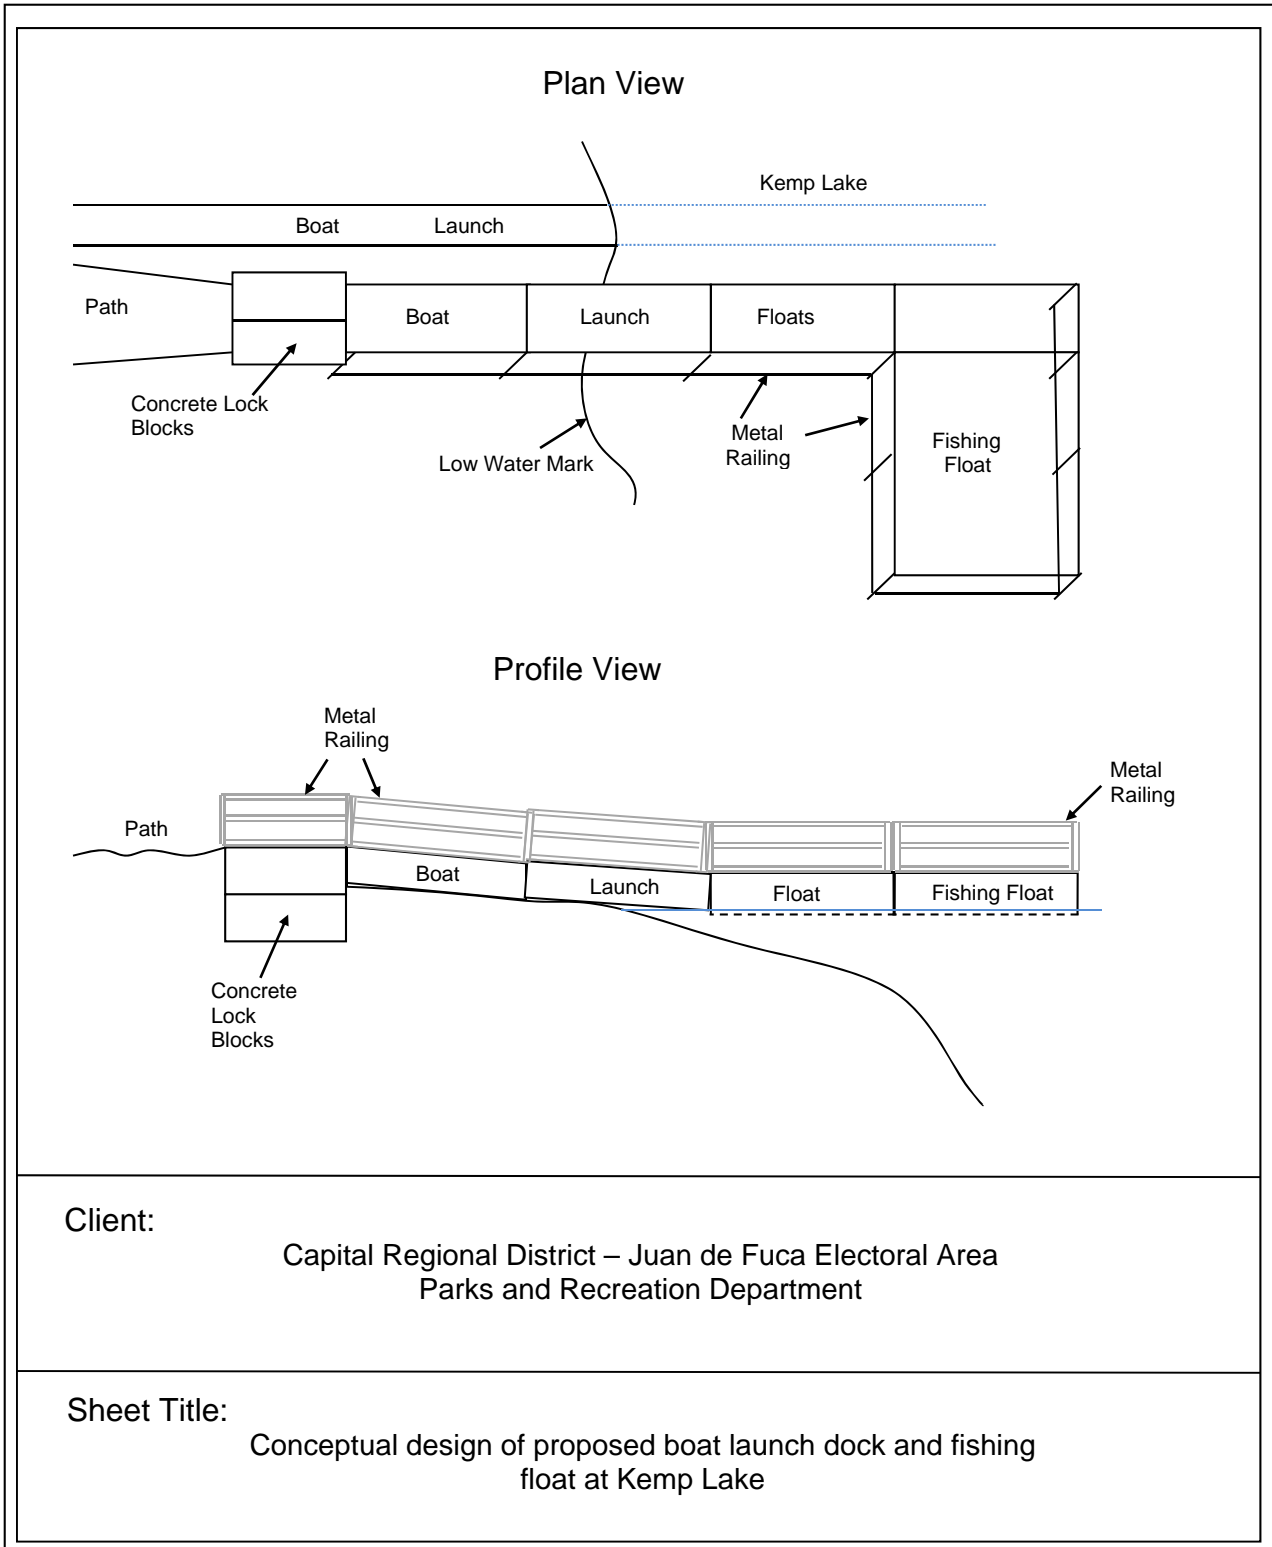 Plan View
Kemp Lake
Boat Launch
Path
Boat
Launch
Floats
Concrete Lock
Blocks
Low Water Mark
Metal
Railing
Fishing
Float
Profile View
Metal
Railing
Metal
Railing
Path
Boat
Launch
Float
Fishing Float
Concrete
Lock
Blocks
Client:
Capital Regional District – Juan de Fuca Electoral Area
Parks and Recreation Department
Sheet Title:
Conceptual design of proposed boat launch dock and fishing
float at Kemp Lake